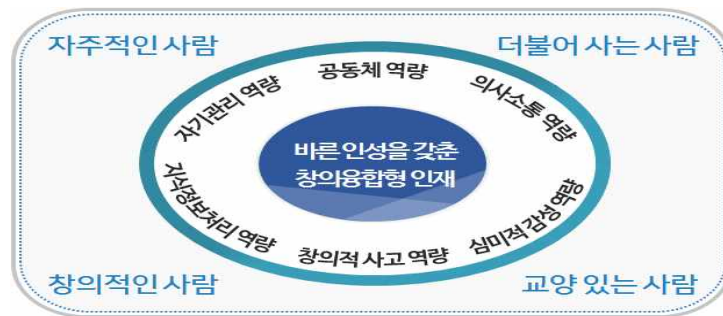 자주적인 사람
더불어 사는 사람
공동체 역량
자기관리 역량
의사소통 역량
바른 인성을 갖춘
창의융합형 인재
지식정보처리 역량
창의적 사고 역량
심미적 감성 역량
창의적인 사람
교양 있는 사람